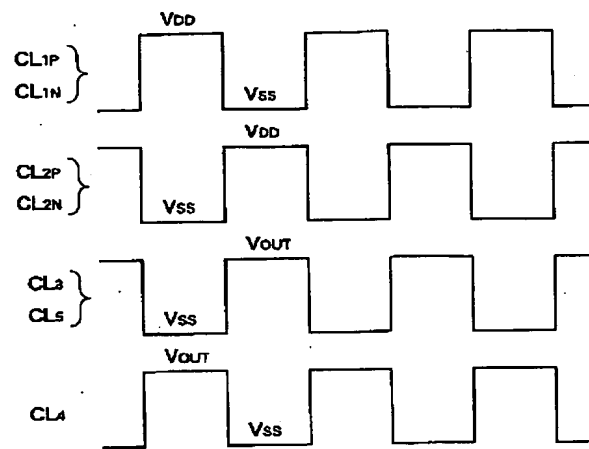 VDD
CL1P
CL1N
VSS
VDD
CL2P
CL2N
VSS
VOUT
CL3
CL5
VSS
VOUT
CL4
VSS